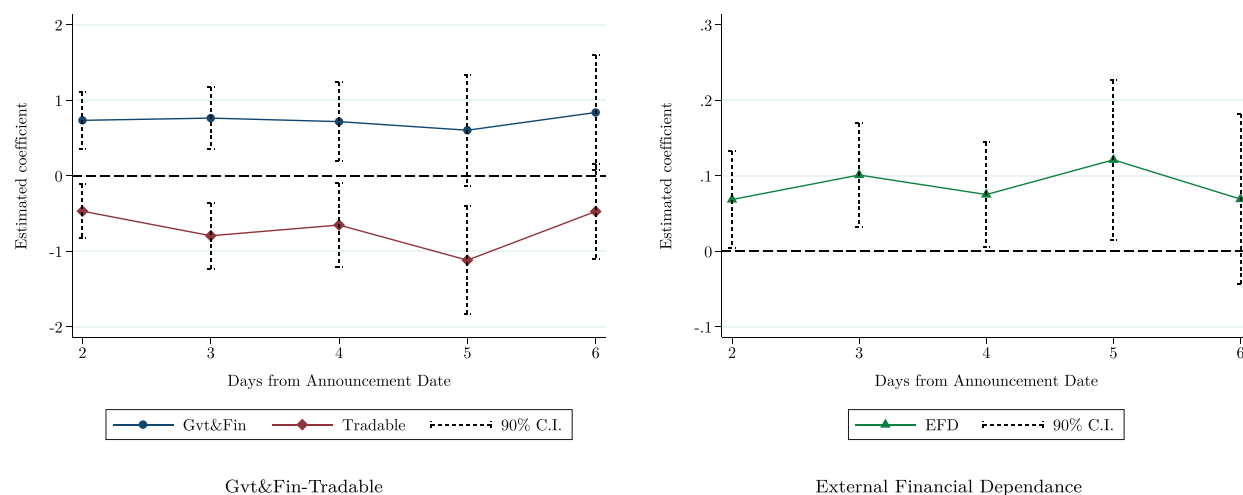 2
1
0
-1
-2
Estimated coefficient
2 3 4 5 6
Days from Announcement Date
Gvt&Fin Tradable 90% C.I.
Gvt&Fin-Tradable
.3
.2
.1
0
-.1
Estimated coefficient
2 3 4 5 6
Days from Announcement Date
EFD 90% C.I.
External Financial Dependance